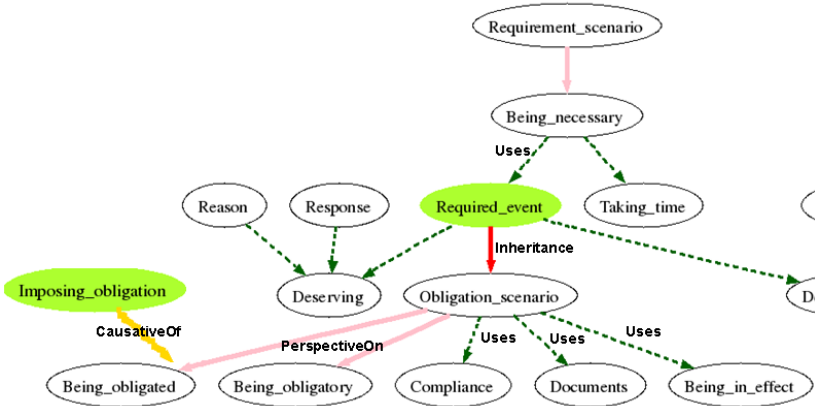 Requirement_scenario
Being_necessary
Uses
Reason
Response
Required_event
Taking_time
Inheritance
Imposing_obligation
Deserving
Obligation_scenario
CausativeOf
PerspectiveOn
Uses
Uses
Uses
Being_obligated
Being_obligatory
Compliance
Documents
Being_in_effect